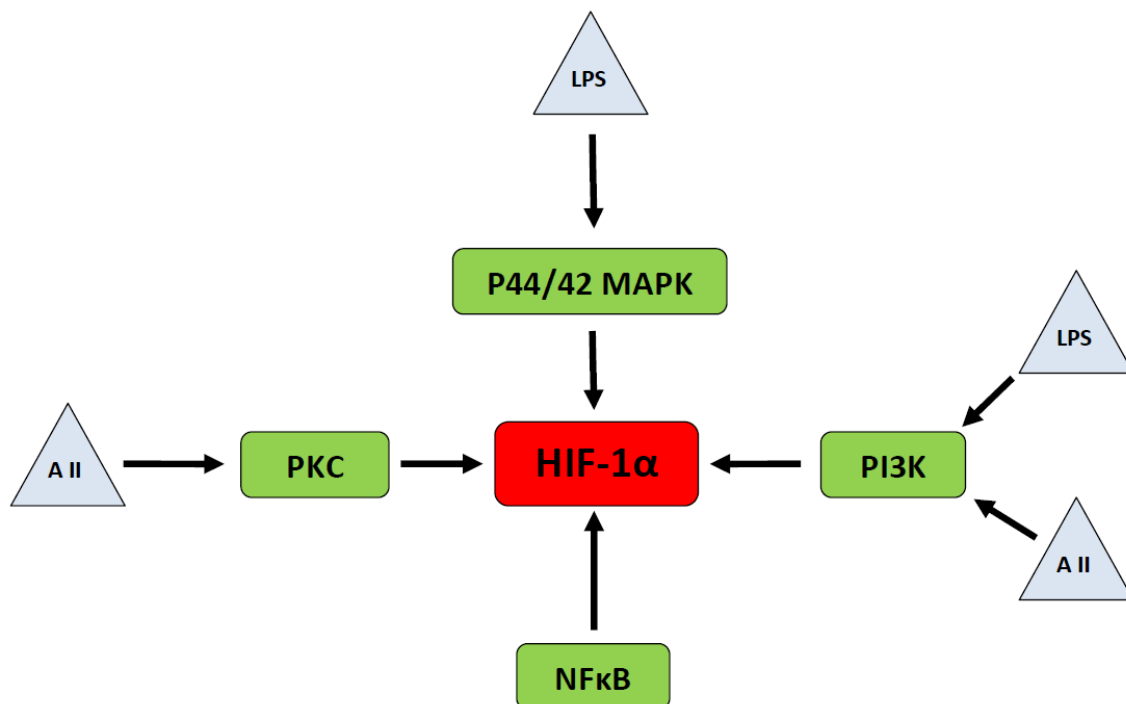 LPS
P44/42 MAPK
LPS
A II
PKC
HIF-1α
PI3K
A II
NFκB